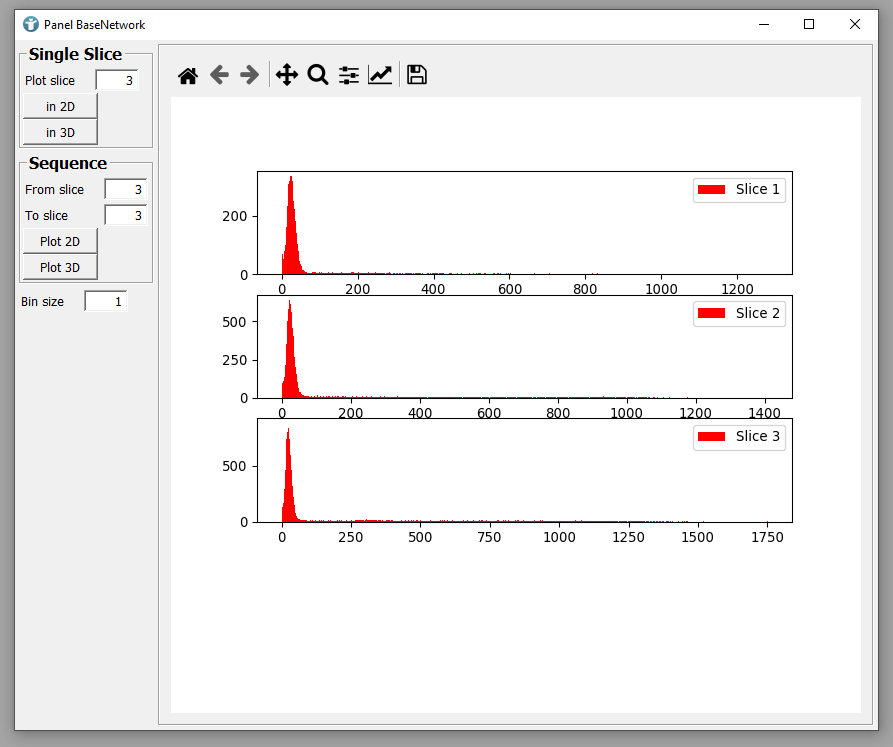 Panel BaseNetwork
Single Slice
Plot slice 3
in 2D
in 3D
Sequence
From slice 3
To slice 3
Plot 2D
Plot 3D
Bin size 1
Slice 1
200
0
0 200 400 600 800 1000 1200
Slice 2
500
250
0
0 200 400 600 800 1000 1200 1400
Slice 3
500
0
0 250 500 750 1000 1250 1500 1750